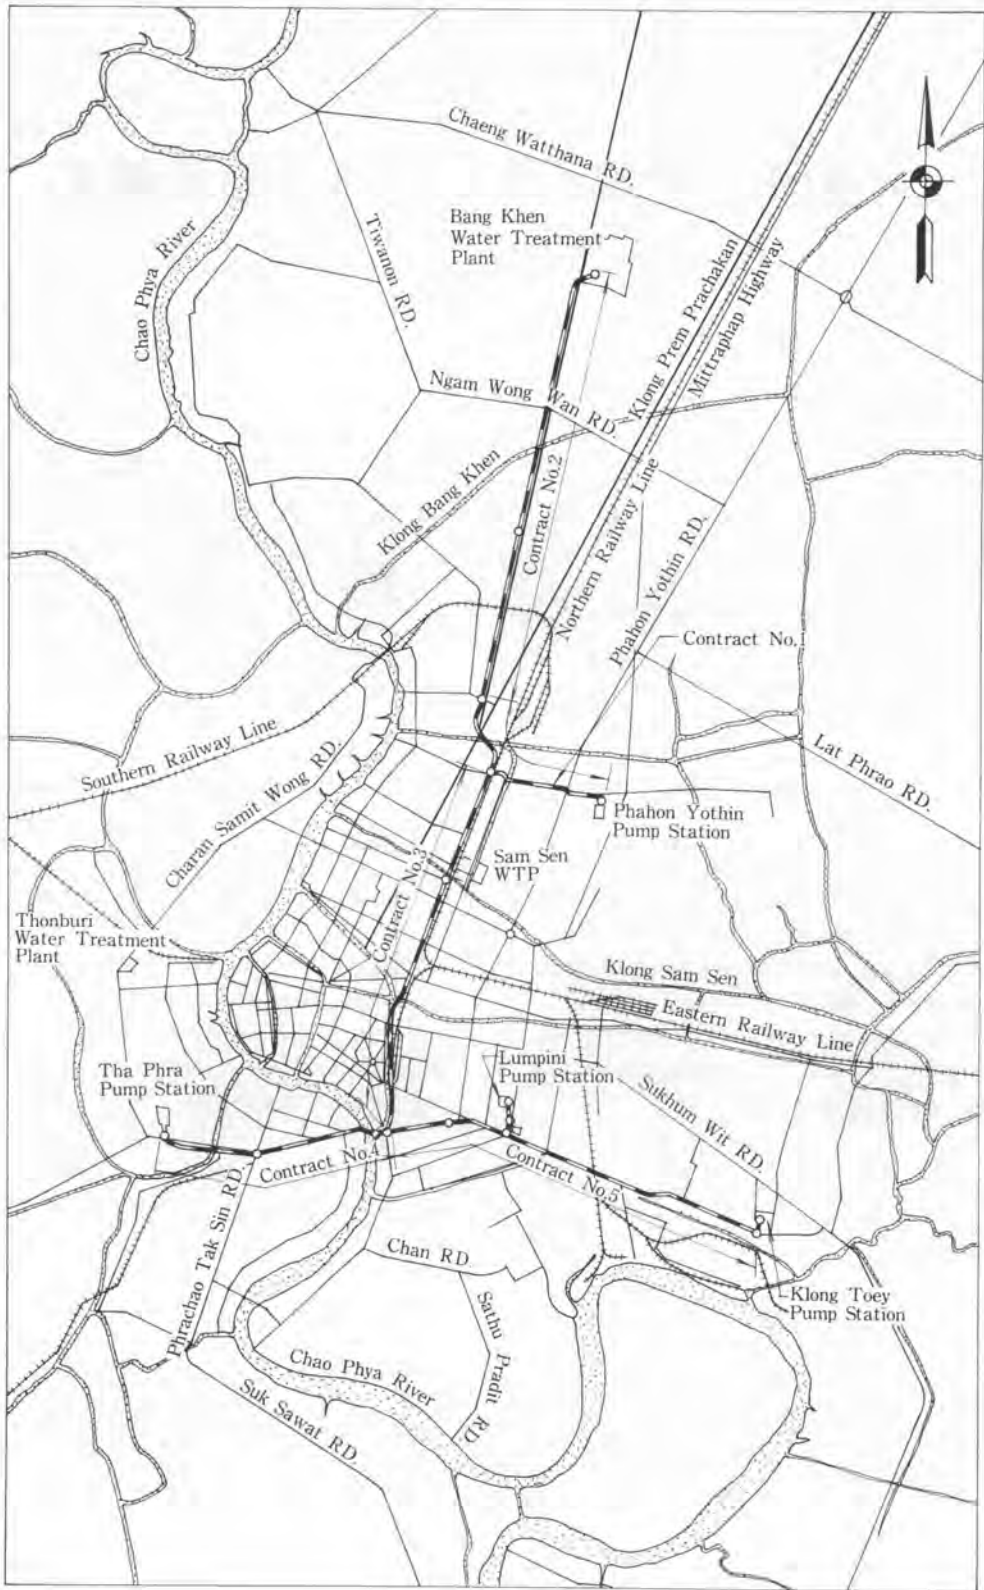 Chaeng Watthana RD.
Bang Khen
Water Treatment
Plant
Tiwanon RD.
Chao Phya River
Klong Prem Prachakan
Mittraphap Highway
Ngam Wong Wan RD.
Klong Bang Khen
Contract No.2
Northern Railway Line
Phahon Yothin RD.
Contract No.1
Southern Railway Line
Charan Samit Wong RD.
Lat Phrao RD.
Phahon Yothin
Pump Station
Sam Sen
WTP
Contract No.3
Thonburi
Water Treatment
Plant
Klong Sam Sen
Eastern Railway Line
Tha Phra
Pump Station
Lumpini
Pump Station
Sukhum Wit RD.
Contract No.4
Contract No.5
Phrachao Tak Sin RD.
Chan RD
Sathu Pradit RD.
Klong Toey
Pump Station
Chao Phya River
Suk Sawat RD.